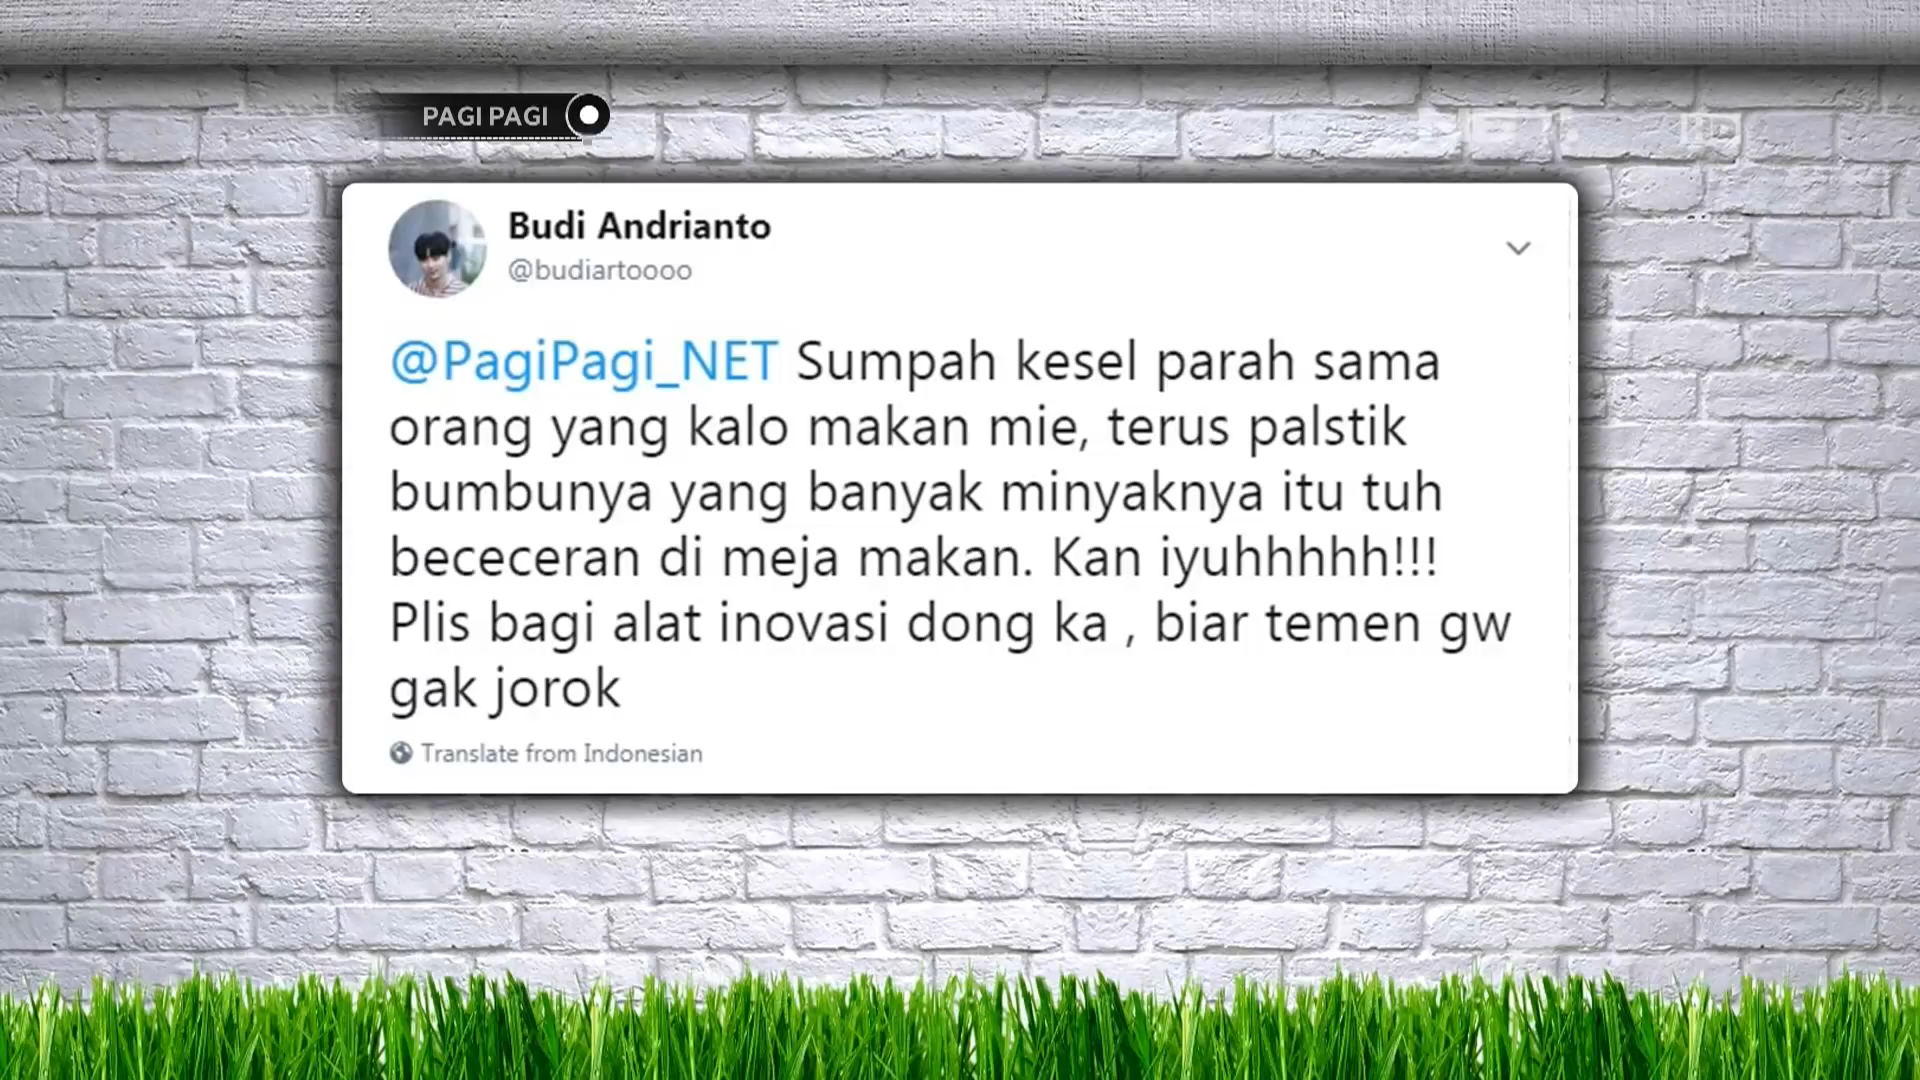 PAGI PAGI
NET.
HD
Budi Andrianto
@budiartoooo
@PagiPagi_NET Sumpah kesel parah sama
orang yang kalo makan mie, terus palstik
bumbunya yang banyak minyaknya itu tuh
bececeran di meja makan. Kan iyuhhhhh!!!
Plis bagi alat inovasi dong ka , biar temen gw
gak jorok
Translate from Indonesian